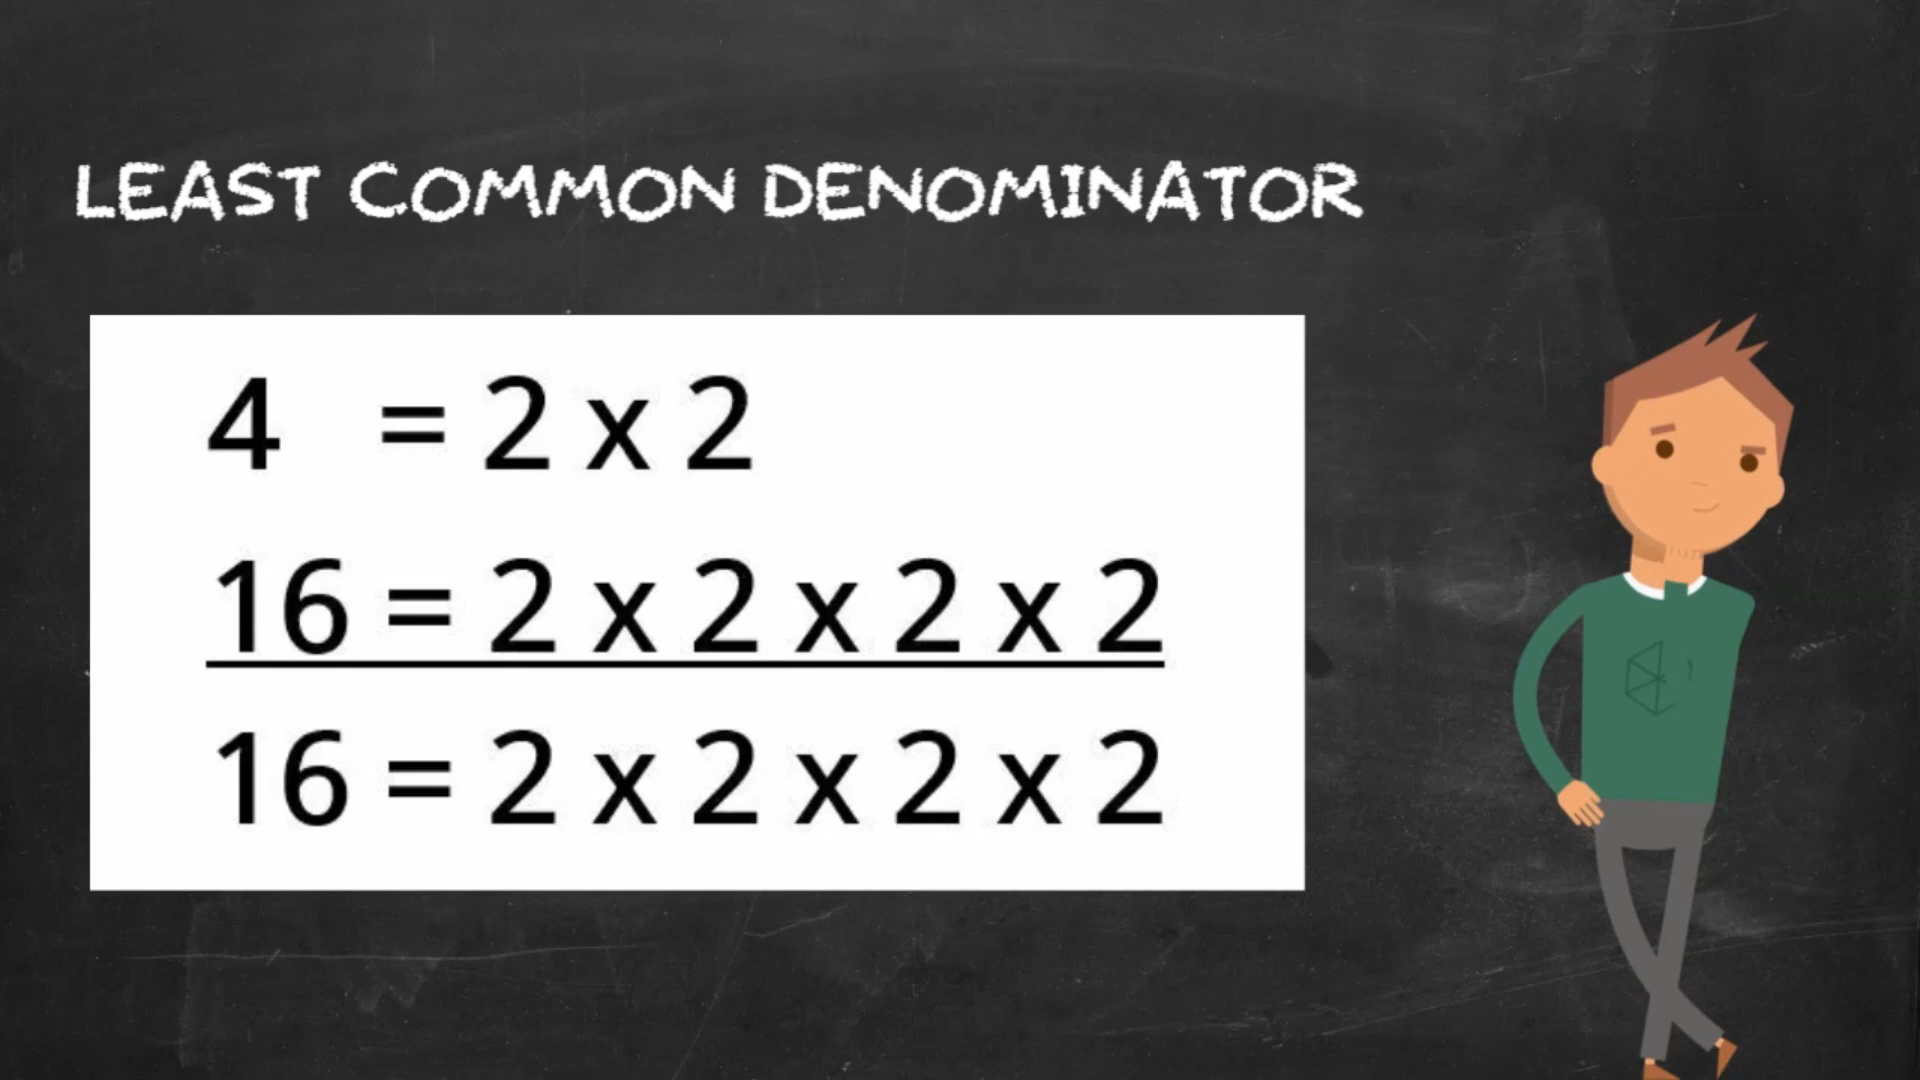 LEAST COMMON DENOMINATOR
4 = 2 x 2
16 = 2 x 2 x 2 x 2
16 = 2 x 2 x 2 x 2